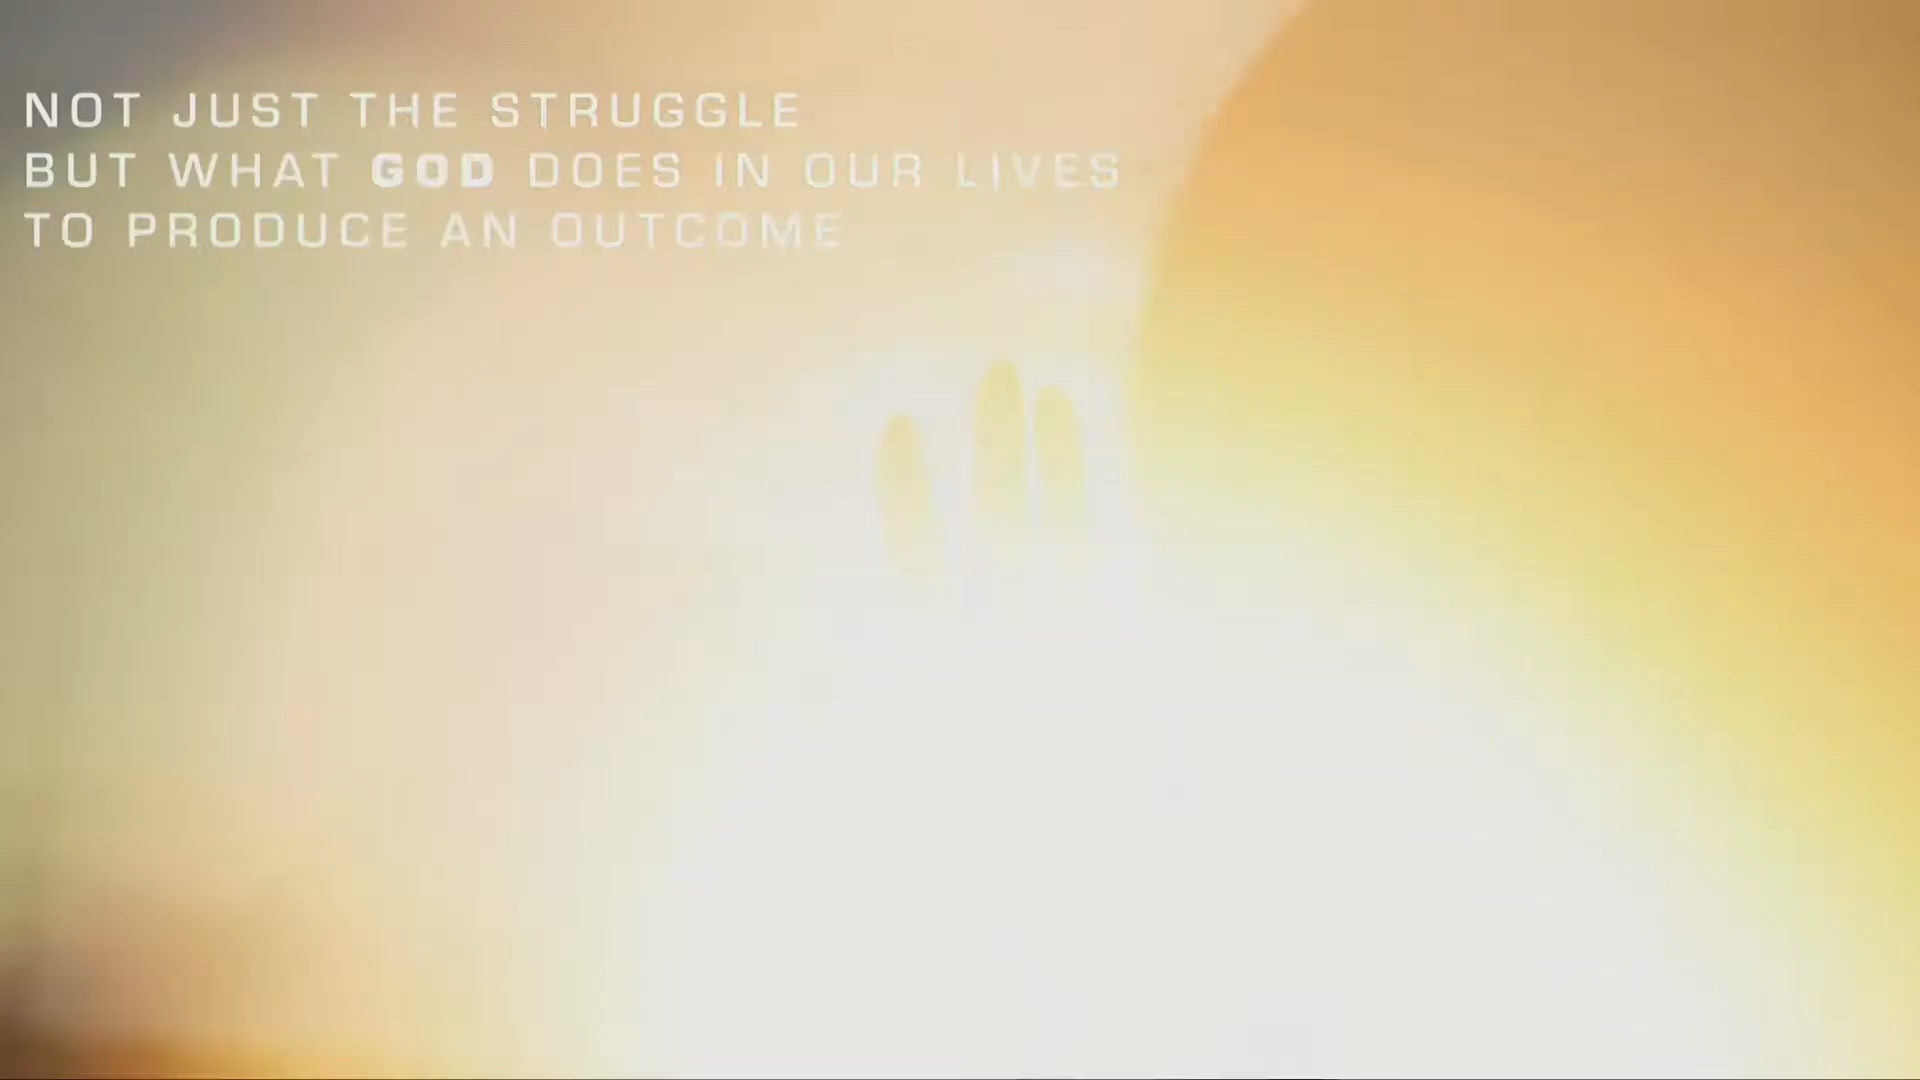 NOT JUST THE STRUGGLE
BUT WHAT GOD DOES IN OUR LIVES
TO PRODUCE AN OUTCOME